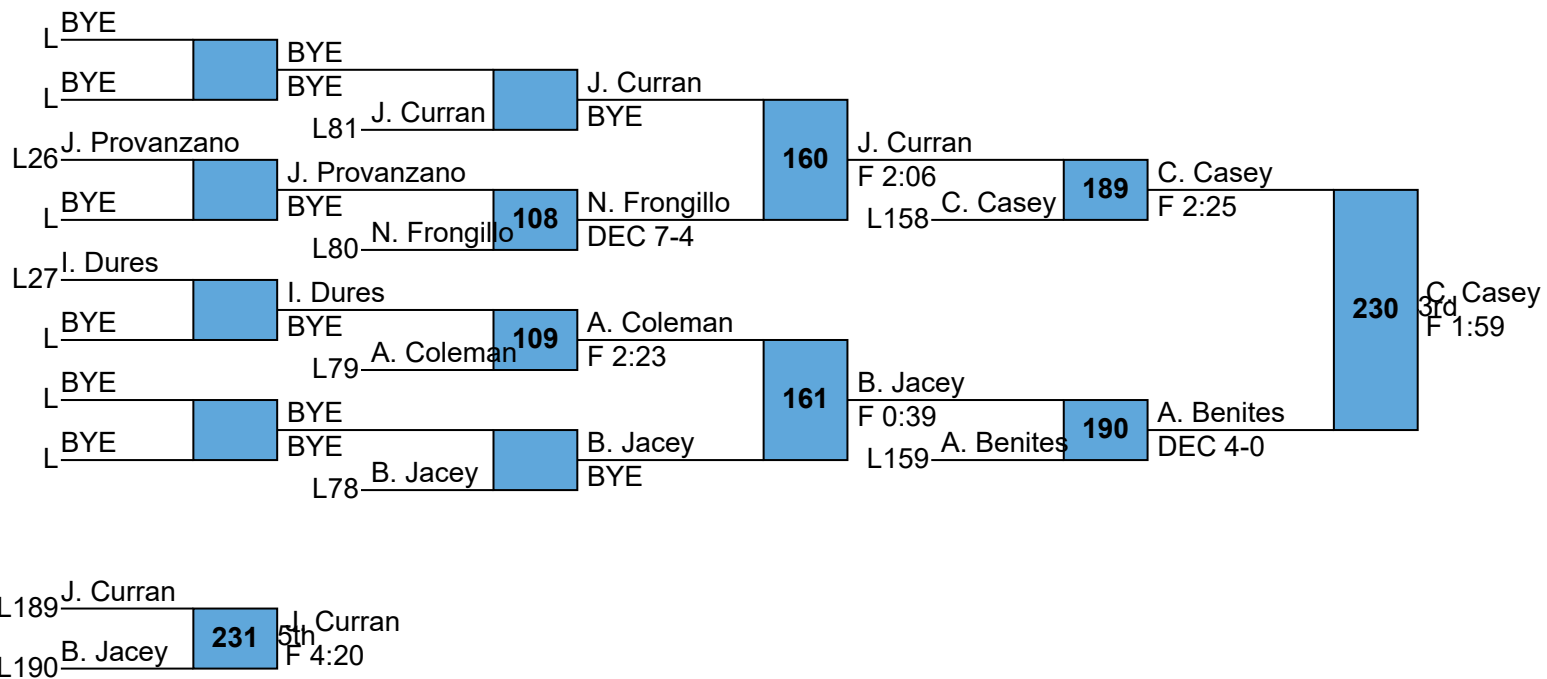 BYE
L
BYE
BYE
L
BYE
J. Curran
L81
J. Curran
BYE
J. Provanzano
L26
J. Provanzano
BYE
L
BYE
N. Frongillo
L80
108
N. Frongillo
DEC 7-4
160
J. Curran
F 2:06
C. Casey
L158
189
C. Casey
F 2:25
I. Dures
L27
I. Dures
BYE
L
BYE
A. Coleman
L79
109
A. Coleman
F 2:23
BYE
L
BYE
BYE
L
BYE
B. Jacey
L78
B. Jacey
BYE
161
B. Jacey
F 0:39
A. Benites
L159
190
A. Benites
DEC 4-0
230
3rd
C. Casey
F 1:59
J. Curran
L189
B. Jacey
L190
231
5th
J. Curran
F 4:20